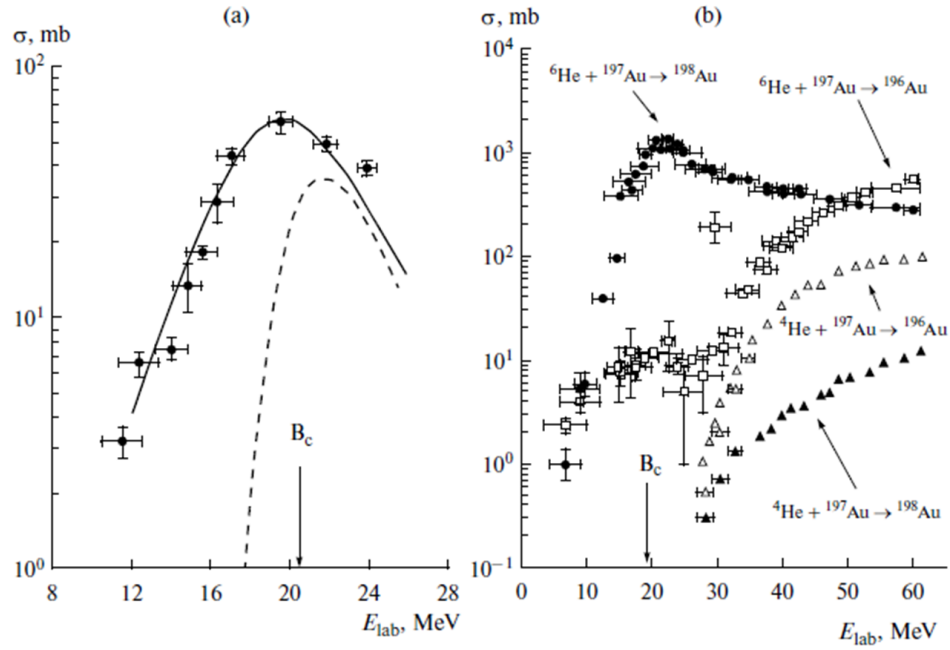 (a)
σ, mb
10²
10¹
10⁰
B_c
8 12 16 20 24 28
E_lab, MeV
(b)
σ, mb
10⁴
10³
10²
10¹
10⁰
10⁻¹
⁶He + ¹⁹⁷Au → ¹⁹⁸Au
⁶He + ¹⁹⁷Au → ¹⁹⁶Au
⁴He + ¹⁹⁷Au → ¹⁹⁶Au
B_c
⁴He + ¹⁹⁷Au → ¹⁹⁸Au
0 10 20 30 40 50 60
E_lab, MeV